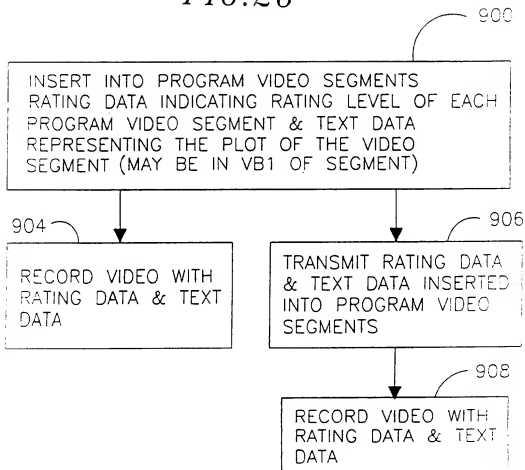 FIG.28
900
INSERT INTO PROGRAM VIDEO SEGMENTS
RATING DATA INDICATING RATING LEVEL OF EACH
PROGRAM VIDEO SEGMENT & TEXT DATA
REPRESENTING THE PLOT OF THE VIDEO
SEGMENT (MAY BE IN VB1 OF SEGMENT)
904
RECORD VIDEO WITH
RATING DATA & TEXT
DATA
906
TRANSMIT RATING DATA
& TEXT DATA INSERTED
INTO PROGRAM VIDEO
SEGMENTS
908
RECORD VIDEO WITH
RATING DATA & TEXT
DATA